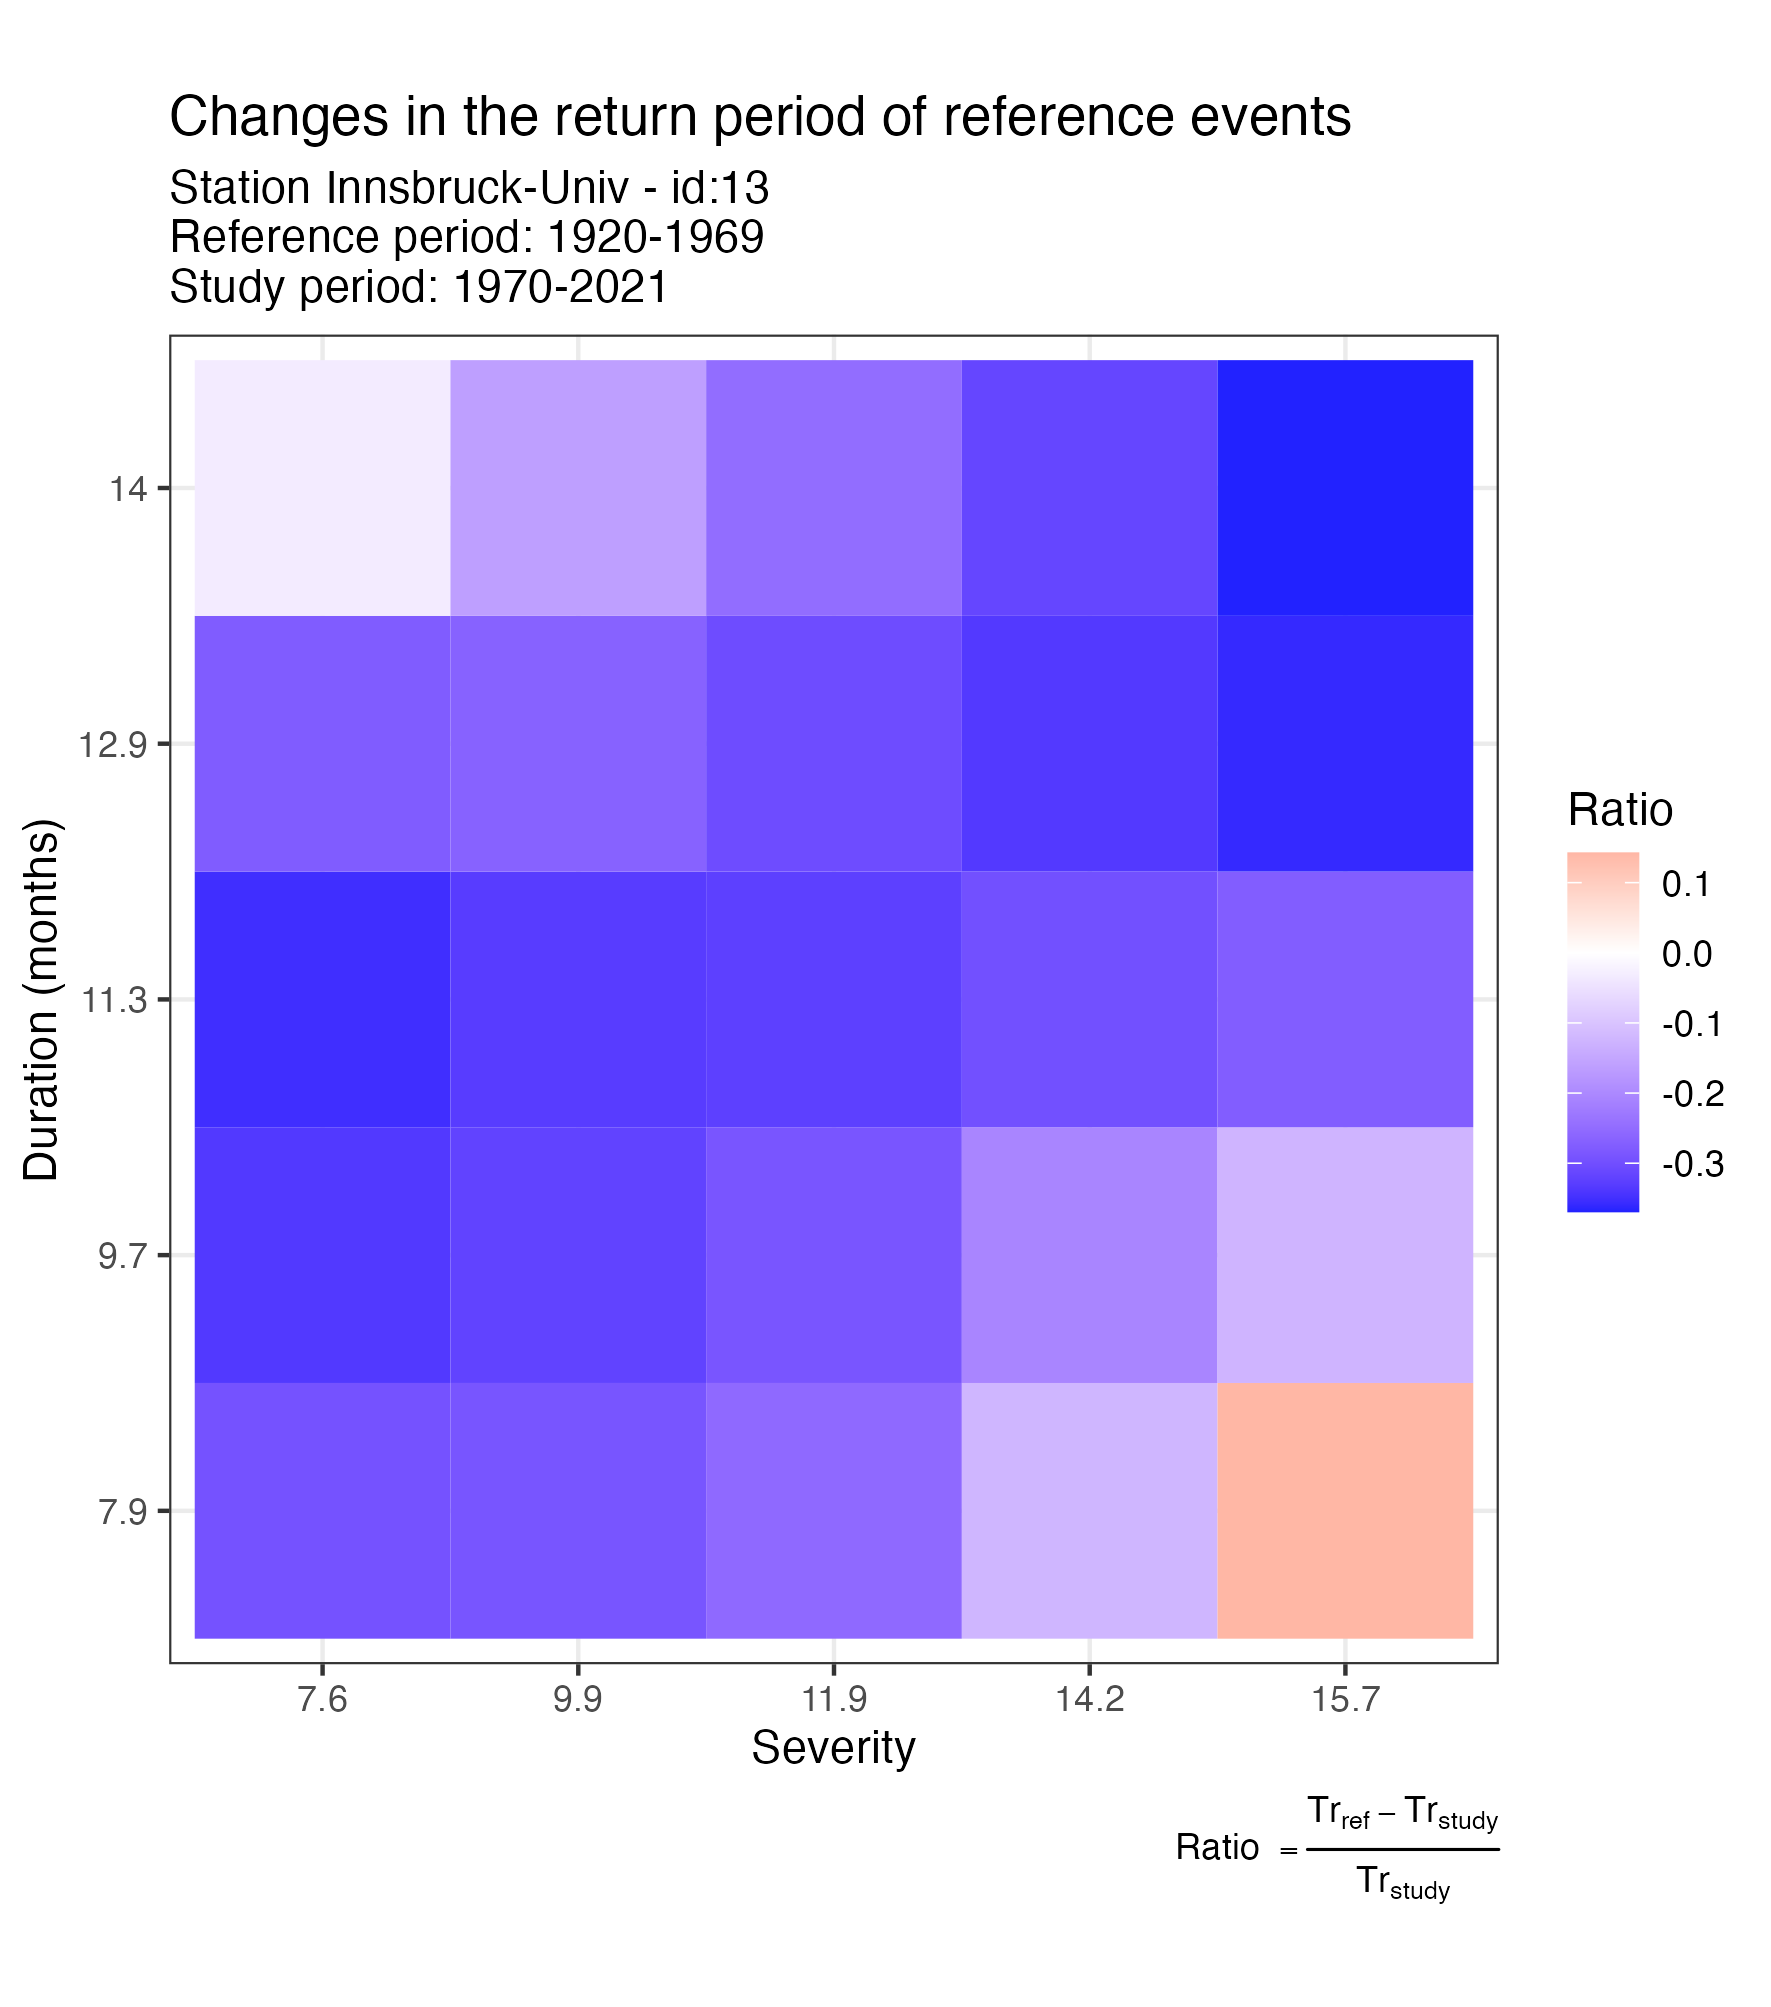 Changes in the return period of reference events
Station Innsbruck-Univ - id:13
Reference period: 1920-1969
Study period: 1970-2021
14
12.9
11.3
9.7
7.9
Duration (months)
7.6 9.9 11.9 14.2 15.7
Severity
Ratio
0.1
0.0
-0.1
-0.2
-0.3
Tr_ref − Tr_study
Ratio =
Tr_study